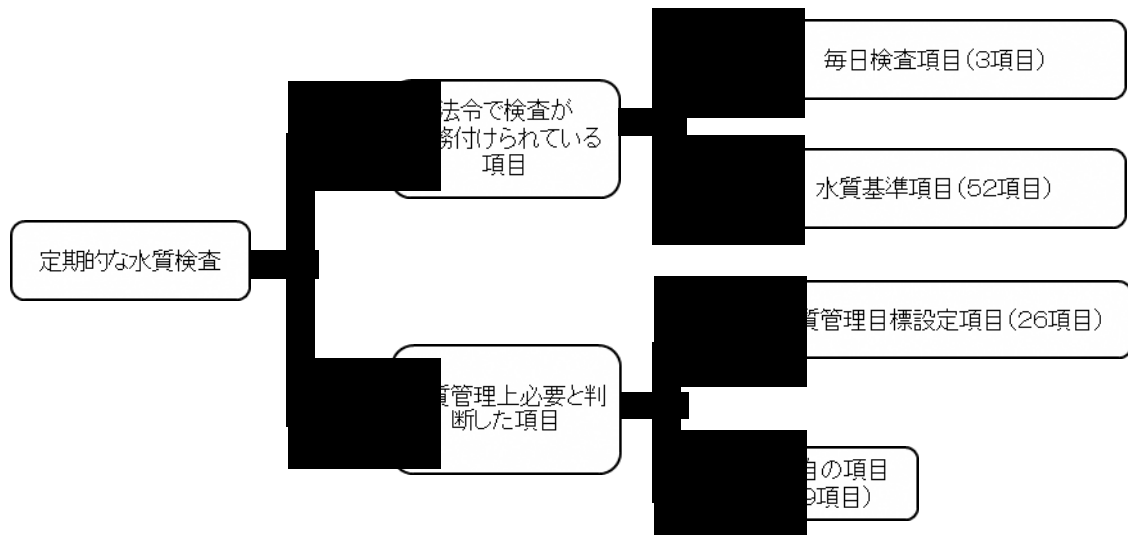 定期的な水質検査
法令で検査が
務付けられている
項目
質管理上必要と判
断した項目
毎日検査項目(3項目)
水質基準項目(52項目)
質管理目標設定項目(26項目)
自の項目
9項目)